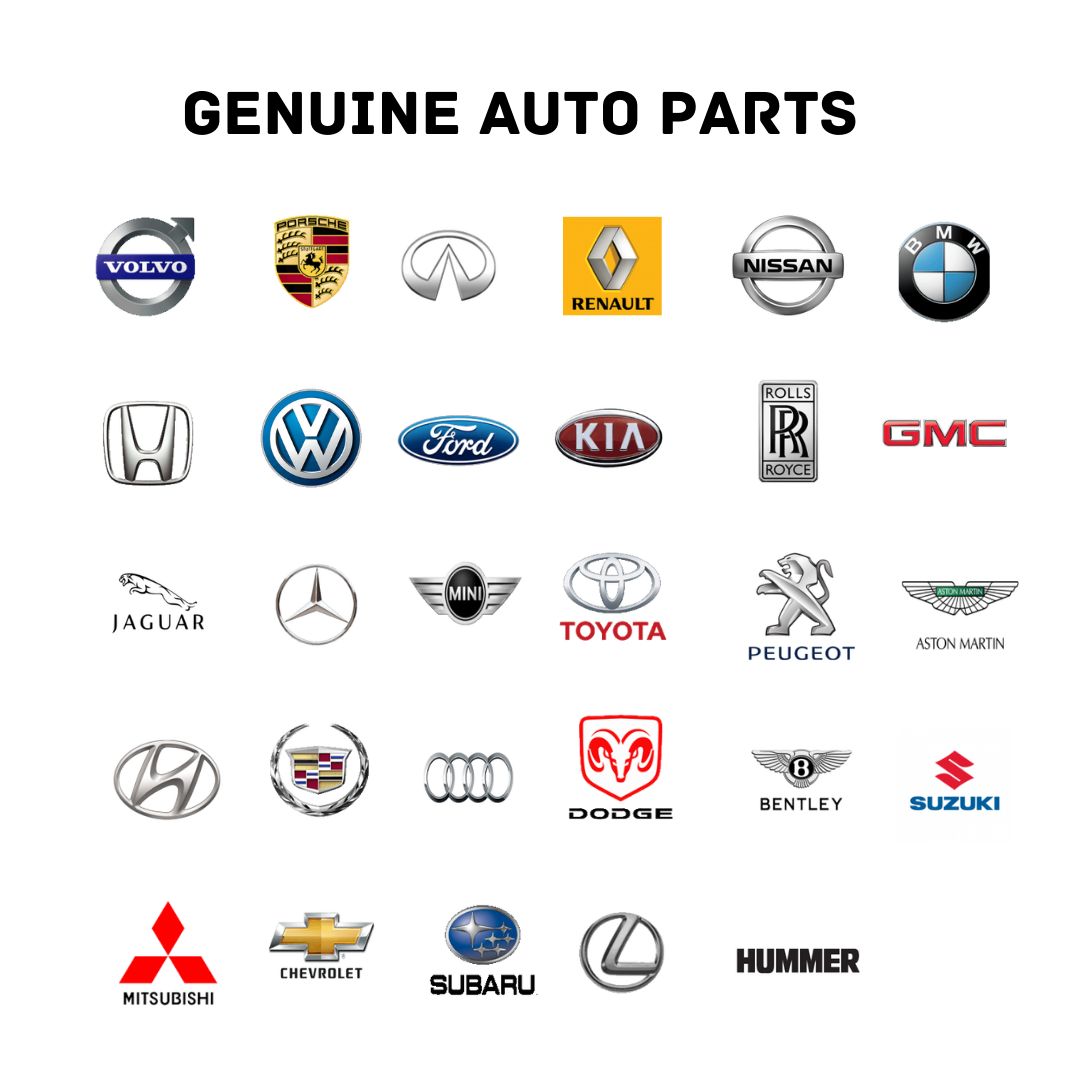 GENUINE AUTO PARTS
VOLVO
PORSCHE
RENAULT
NISSAN
BMW
Ford
KIA
ROLLS
RR
ROYCE
GMC
JAGUAR
MINI
TOYOTA
PEUGEOT
ASTON MARTIN
ASTON MARTIN
DODGE
B
BENTLEY
SUZUKI
MITSUBISHI
CHEVROLET
SUBARU
HUMMER